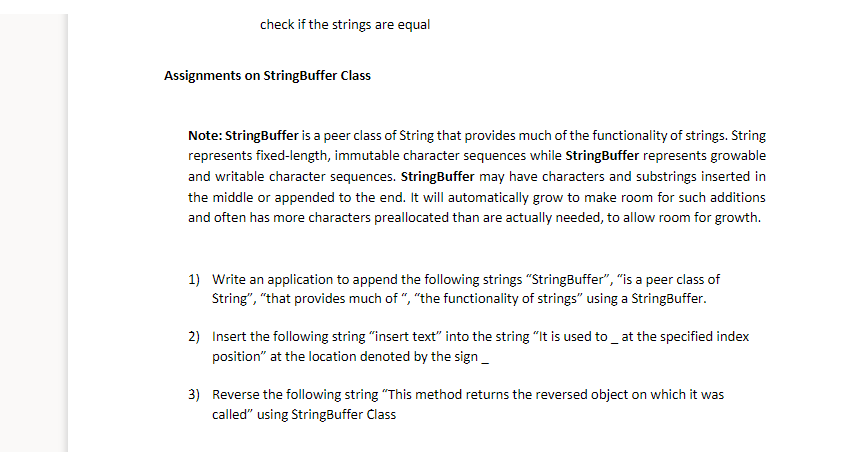 check if the strings are equal
Assignments on StringBuffer Class
Note: StringBuffer is a peer class of String that provides much of the functionality of strings. String
represents fixed-length, immutable character sequences while StringBuffer represents growable
and writable character sequences. StringBuffer may have characters and substrings inserted in
the middle or appended to the end. It will automatically grow to make room for such additions
and often has more characters preallocated than are actually needed, to allow room for growth.
1) Write an application to append the following strings “StringBuffer”, “is a peer class of
String”, “that provides much of “, “the functionality of strings” using a StringBuffer.
2) Insert the following string “insert text” into the string “It is used to _ at the specified index
position” at the location denoted by the sign _
3) Reverse the following string “This method returns the reversed object on which it was
called” using StringBuffer Class